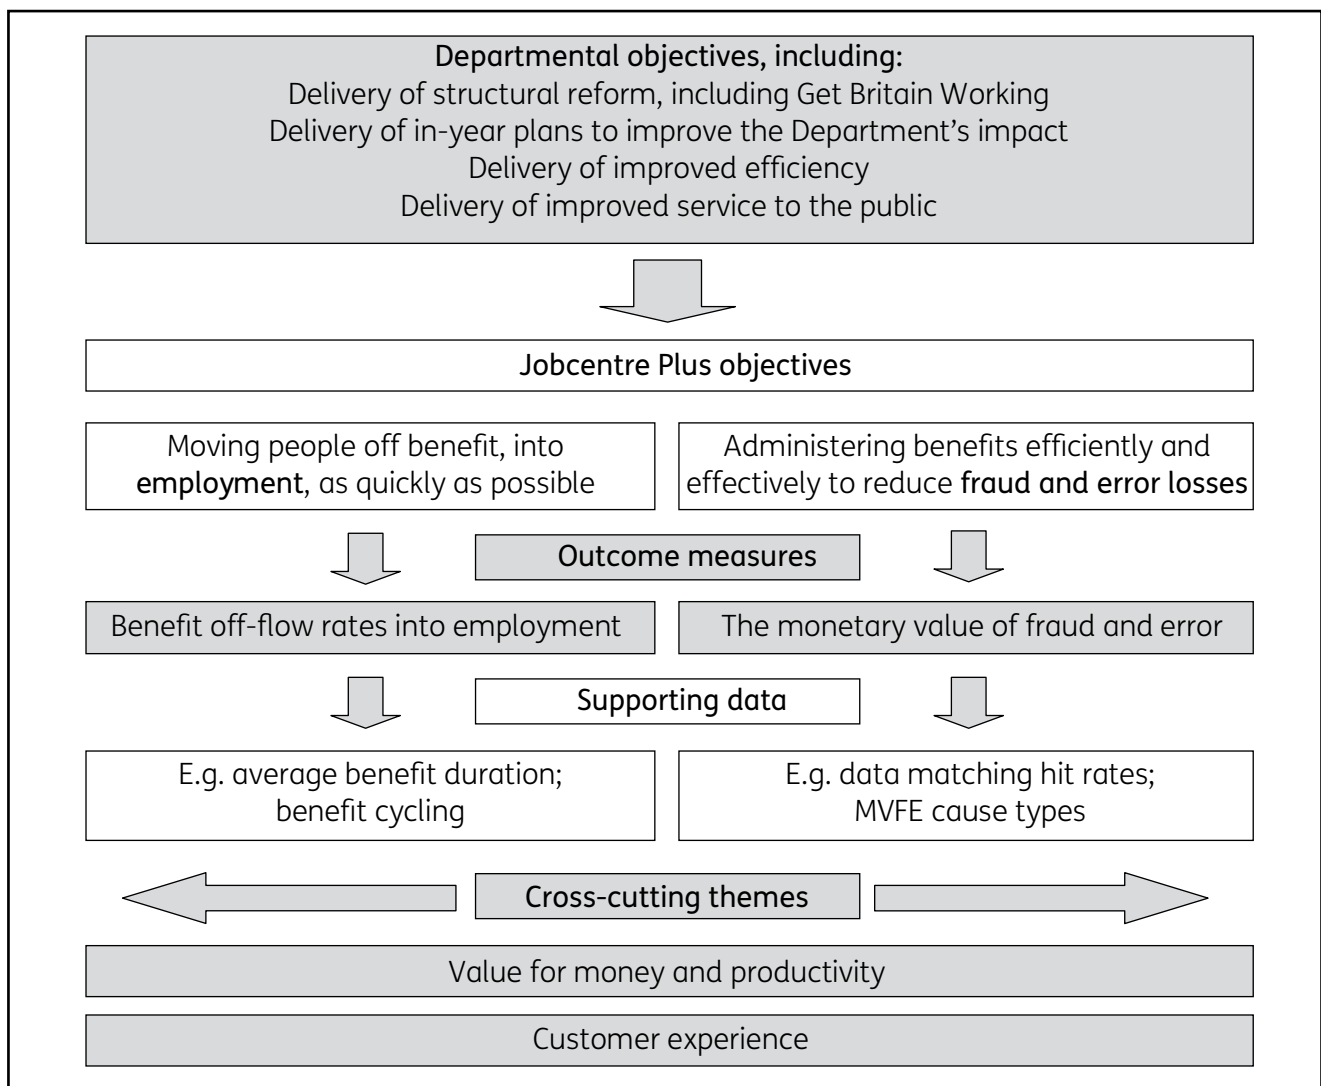 Departmental objectives, including:
Delivery of structural reform, including Get Britain Working
Delivery of in-year plans to improve the Department’s impact
Delivery of improved efficiency
Delivery of improved service to the public
Jobcentre Plus objectives
Moving people off benefit, into
employment, as quickly as possible
Administering benefits efficiently and
effectively to reduce fraud and error losses
Outcome measures
Benefit off-flow rates into employment
The monetary value of fraud and error
Supporting data
E.g. average benefit duration;
benefit cycling
E.g. data matching hit rates;
MVFE cause types
Cross-cutting themes
Value for money and productivity
Customer experience